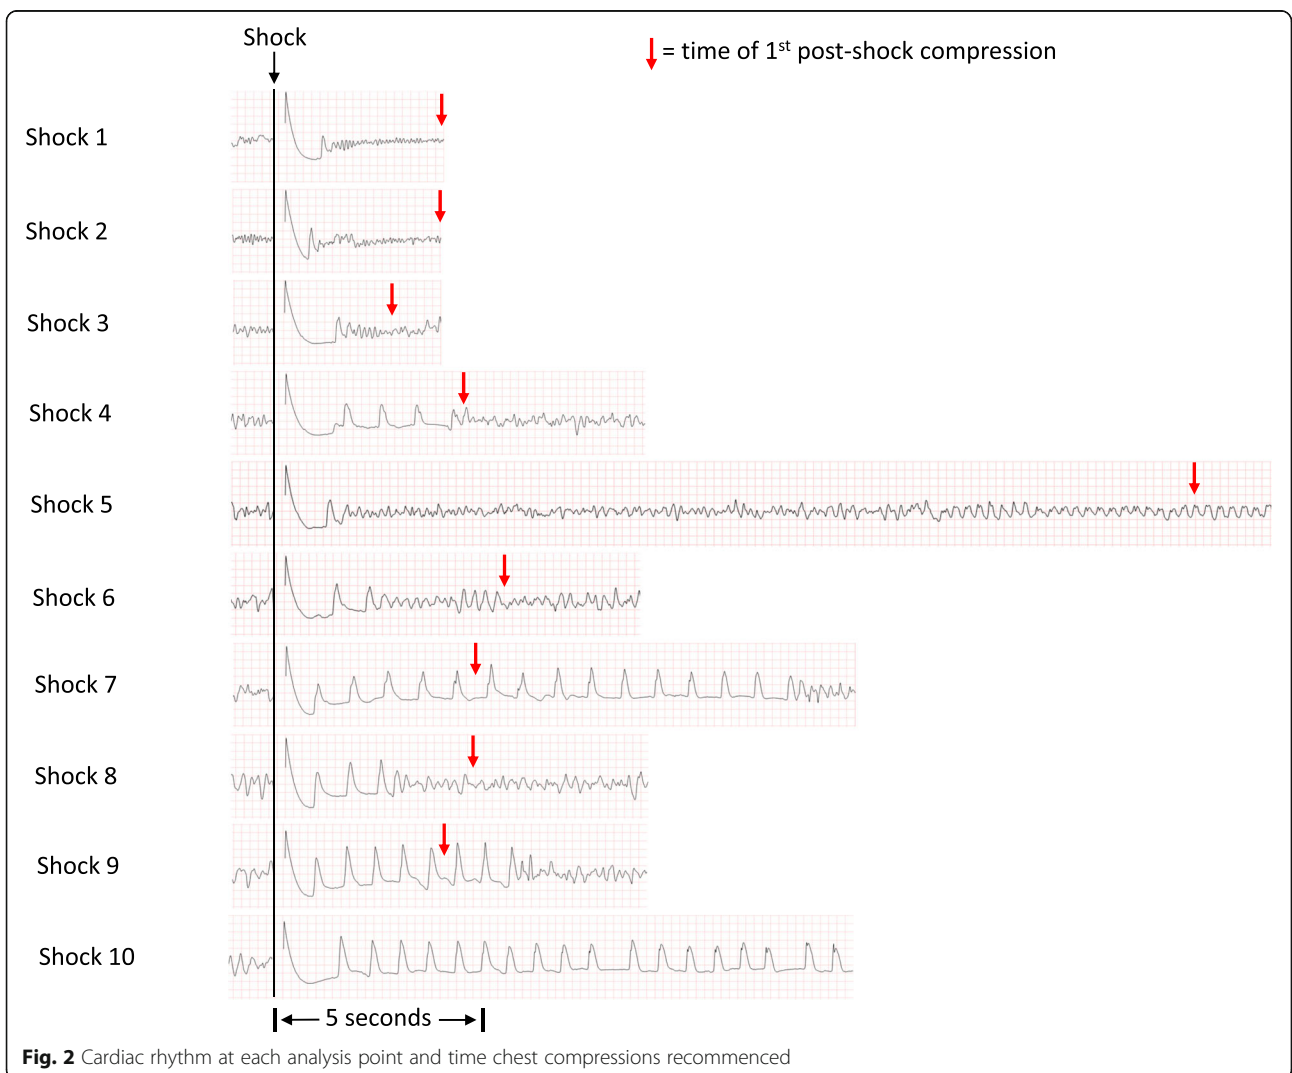 Shock
= time of 1st post-shock compression
Shock 1
Shock 2
Shock 3
Shock 4
Shock 5
Shock 6
Shock 7
Shock 8
Shock 9
Shock 10
5 seconds
Fig. 2 Cardiac rhythm at each analysis point and time chest compressions recommenced